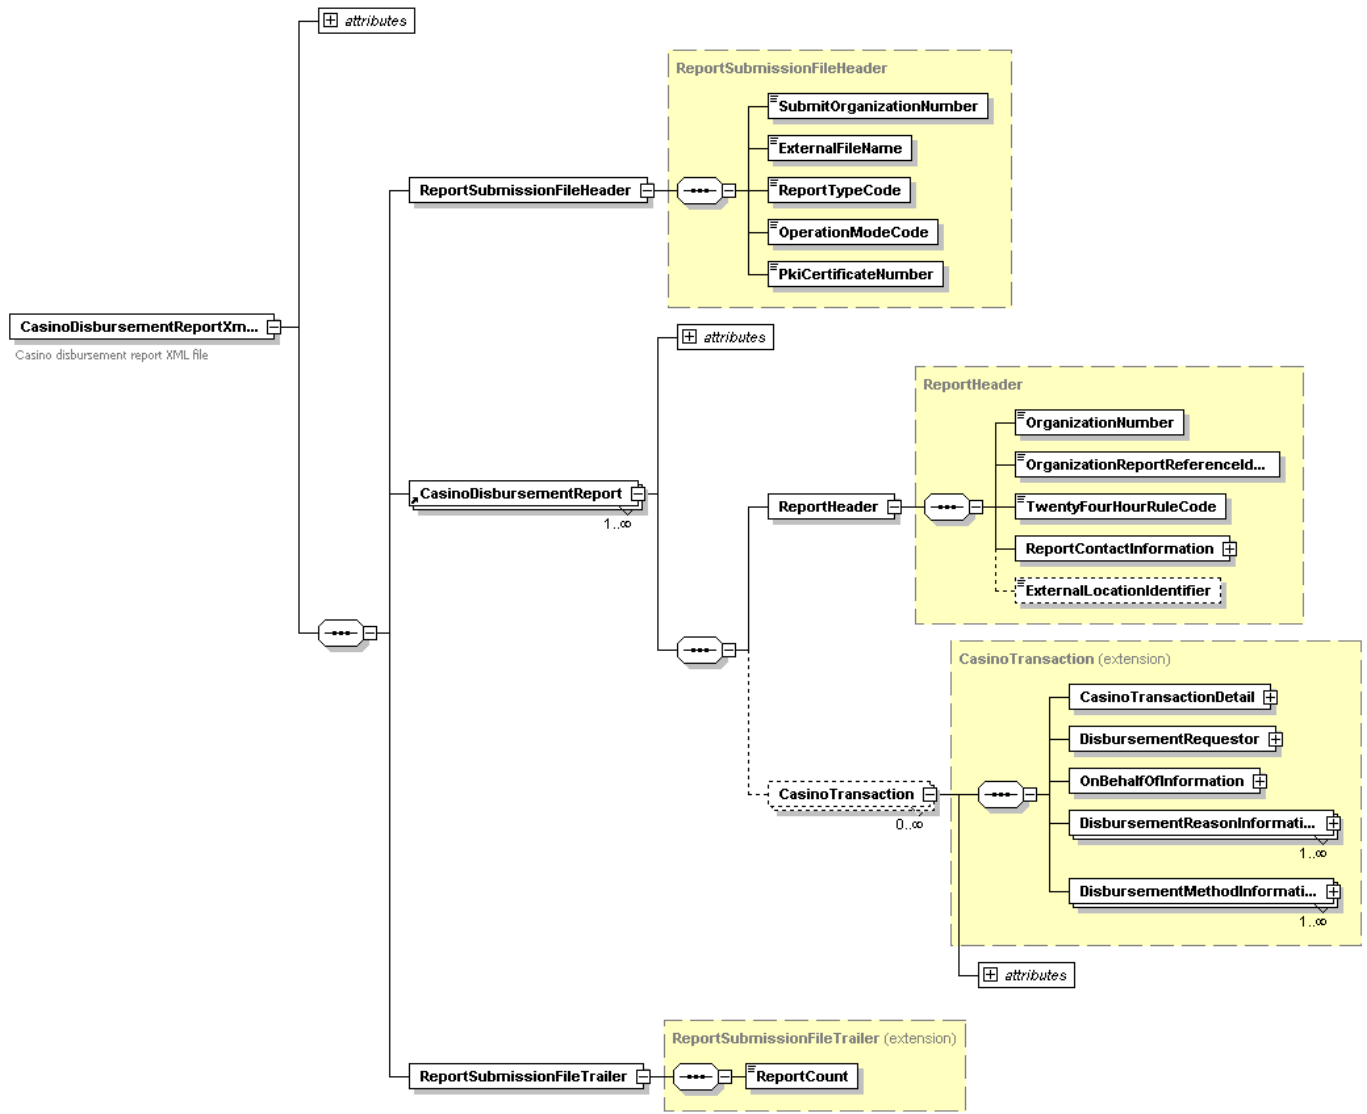 attributes
ReportSubmissionFileHeader
SubmitOrganizationNumber
ExternalFileName
ReportSubmissionFileHeader
ReportTypeCode
OperationModeCode
PkiCertificateNumber
CasinoDisbursementReportXm...
Casino disbursement report XML file
attributes
ReportHeader
OrganizationNumber
OrganizationReportReferenceId...
CasinoDisbursementReport
1..∞
ReportHeader
TwentyFourHourRuleCode
ReportContactInformation
ExternalLocationIdentifier
CasinoTransaction (extension)
CasinoTransactionDetail
DisbursementRequestor
OnBehalfOfInformation
CasinoTransaction
0..∞
DisbursementReasonInformati...
1..∞
DisbursementMethodInformati...
1..∞
attributes
ReportSubmissionFileTrailer (extension)
ReportSubmissionFileTrailer
ReportCount